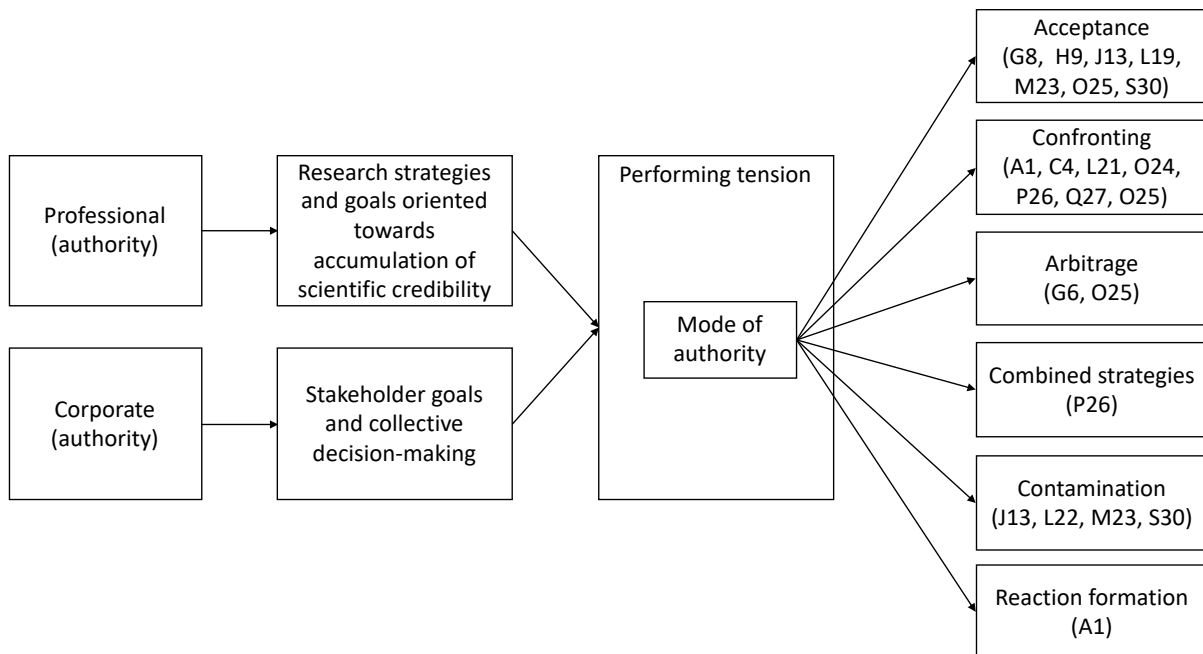 Professional
(authority)
Research strategies
and goals oriented
towards
accumulation of
scientific credibility
Corporate
(authority)
Stakeholder goals
and collective
decision-making
Performing tension
Mode of
authority
Acceptance
(G8, H9, J13, L19,
M23, O25, S30)
Confronting
(A1, C4, L21, O24,
P26, Q27, O25)
Arbitrage
(G6, O25)
Combined strategies
(P26)
Contamination
(J13, L22, M23, S30)
Reaction formation
(A1)